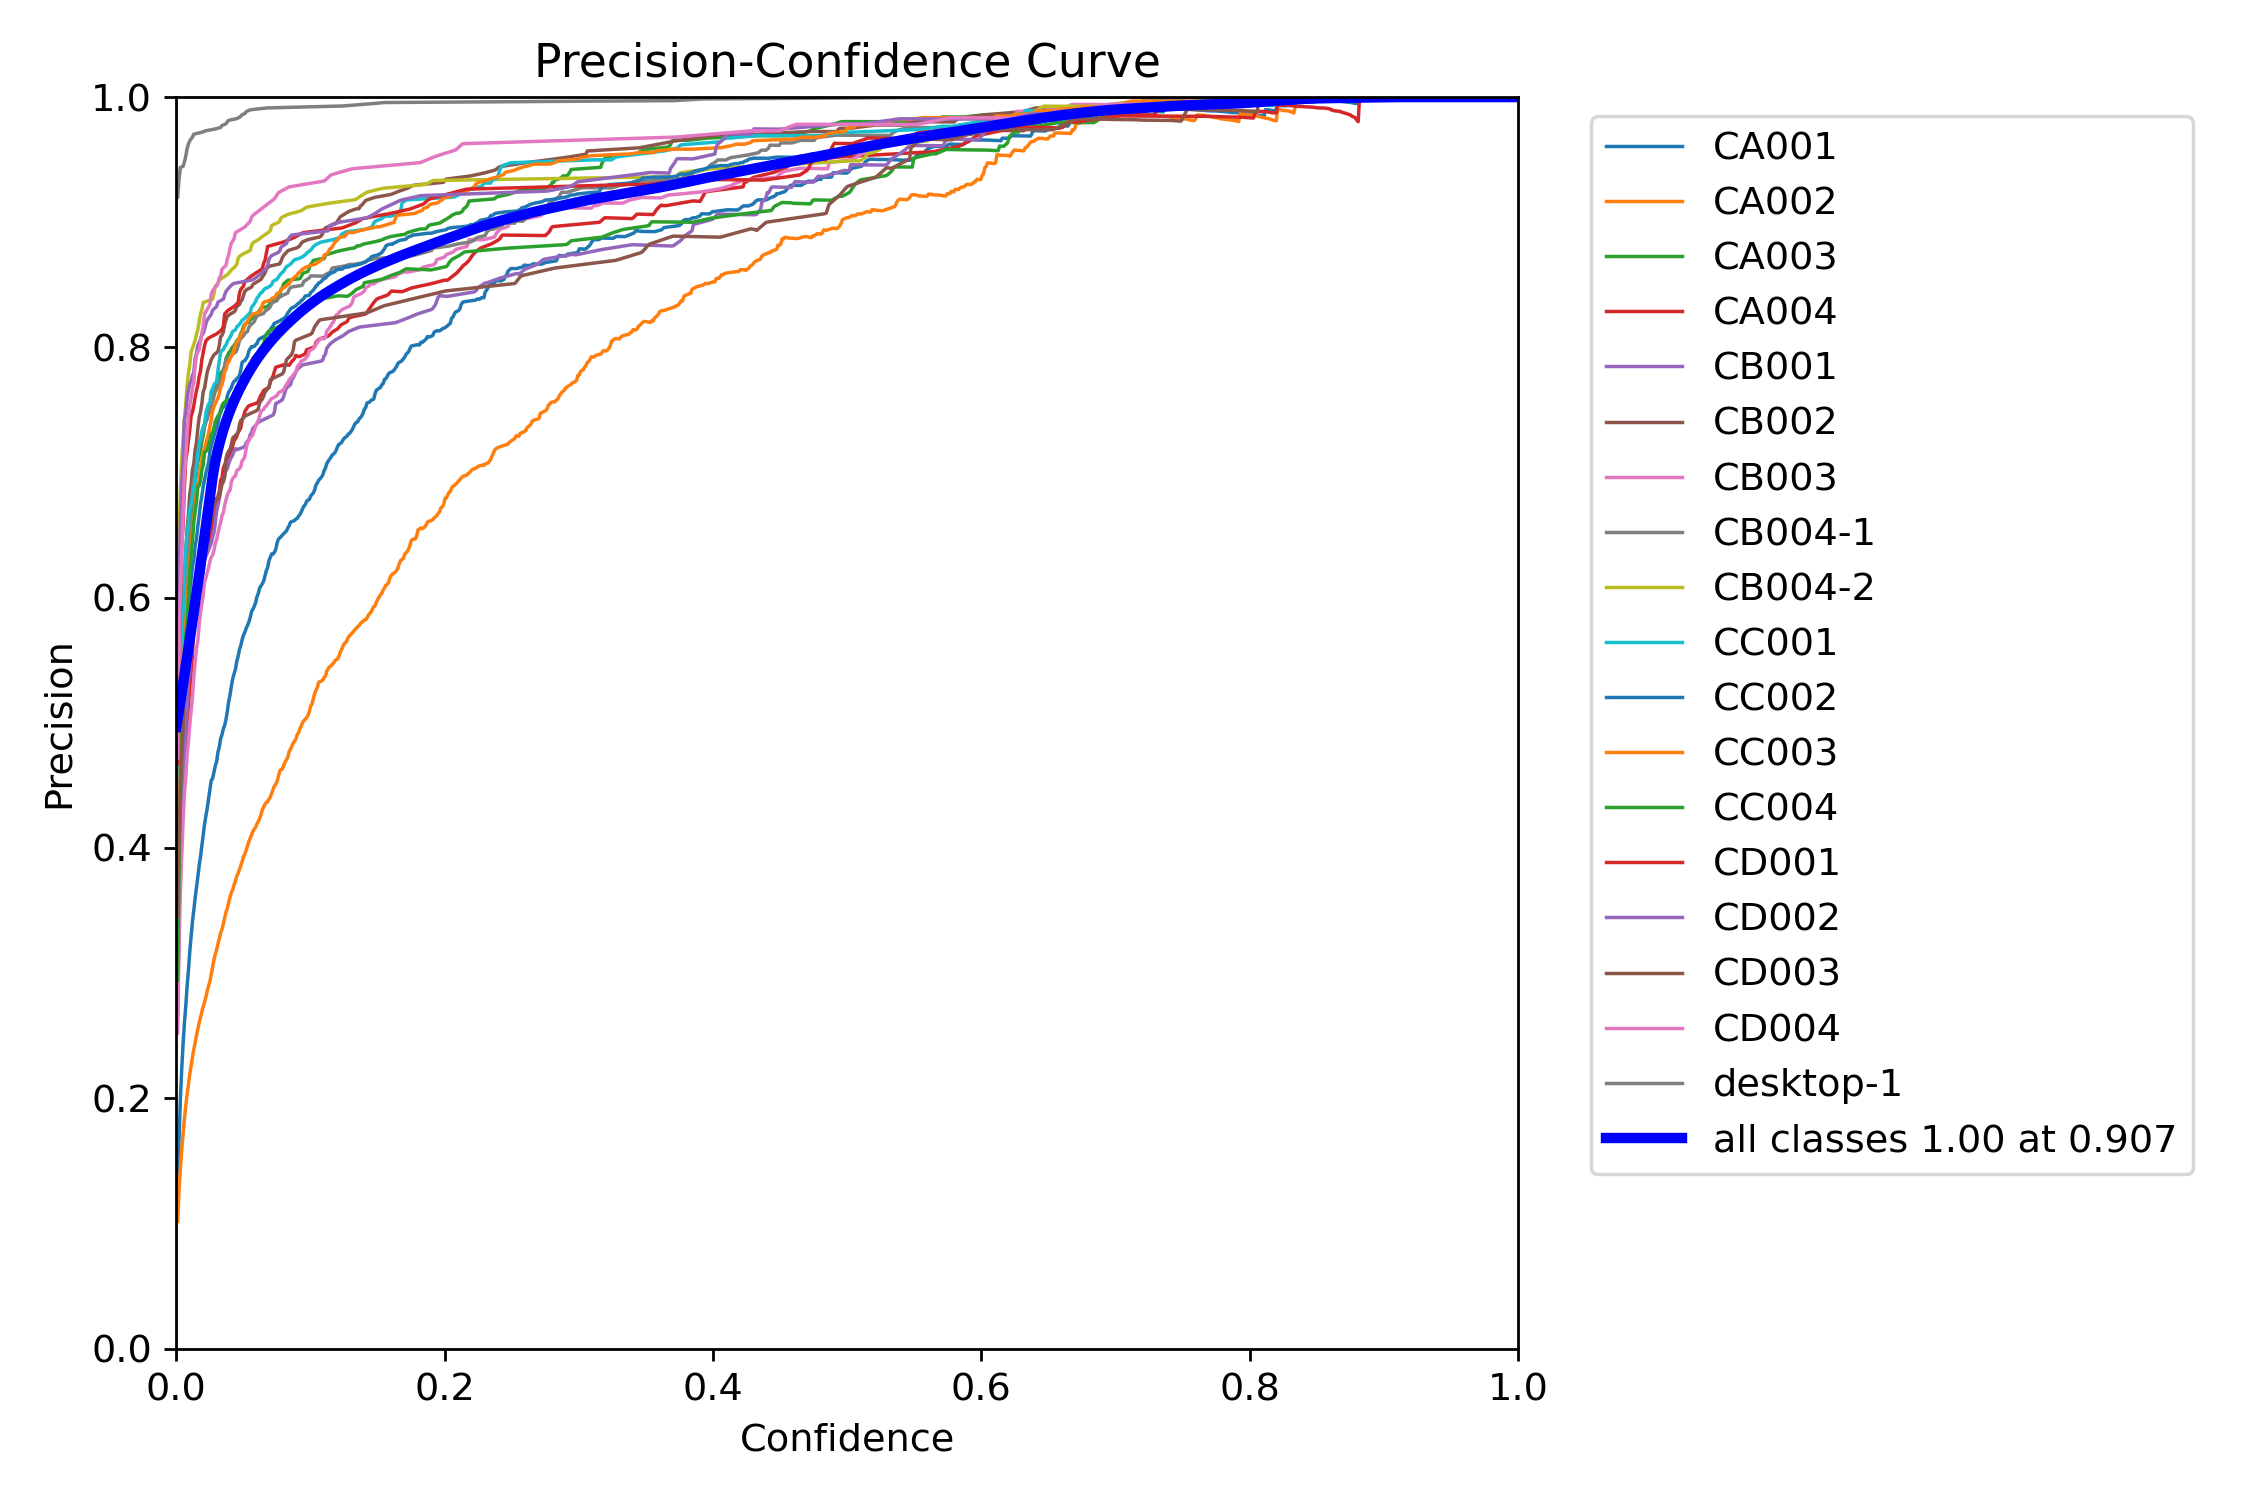 Precision-Confidence Curve
1.0
0.8
0.6
0.4
0.2
0.0
Precision
0.0 0.2 0.4 0.6 0.8 1.0
Confidence
CA001
CA002
CA003
CA004
CB001
CB002
CB003
CB004-1
CB004-2
CC001
CC002
CC003
CC004
CD001
CD002
CD003
CD004
desktop-1
all classes 1.00 at 0.907